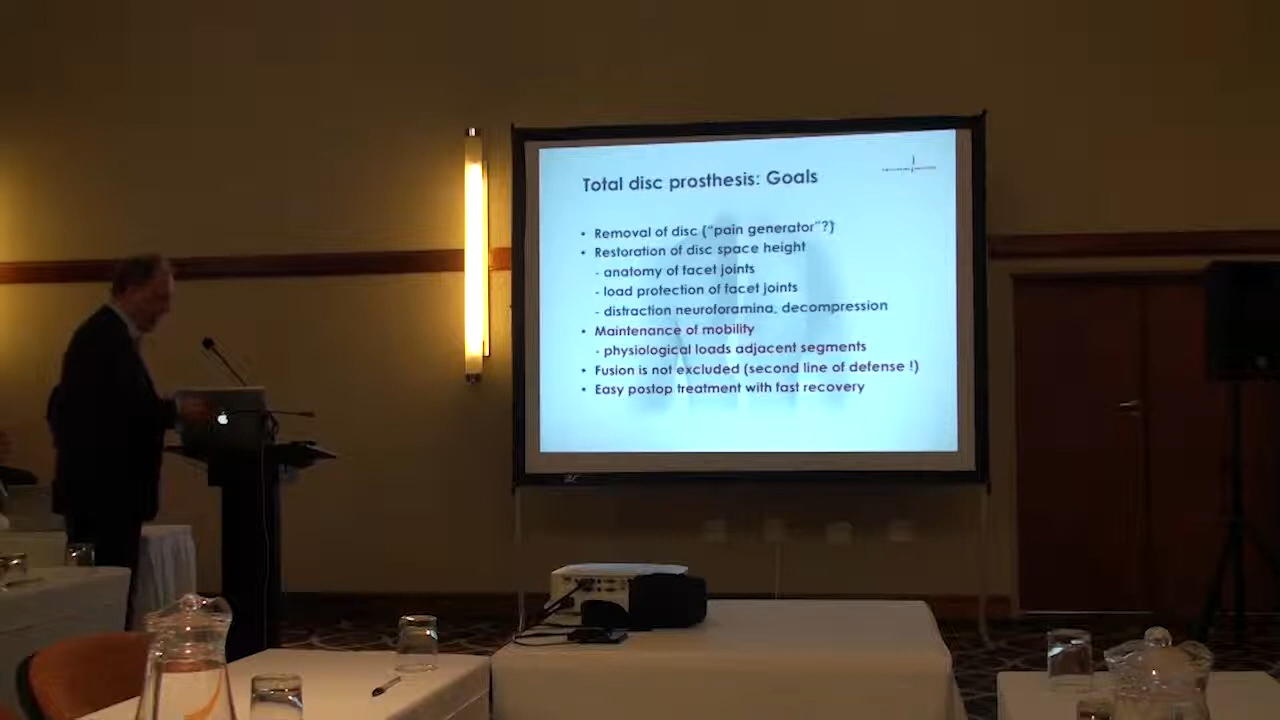 Total disc prosthesis: Goals
• Removal of disc ("pain generator"?)
• Restoration of disc space height
- anatomy of facet joints
- load protection of facet joints
- distraction neuroforamina, decompression
• Maintenance of mobility
- physiological loads adjacent segments
• Fusion is not excluded (second line of defense !)
• Easy postop treatment with fast recovery